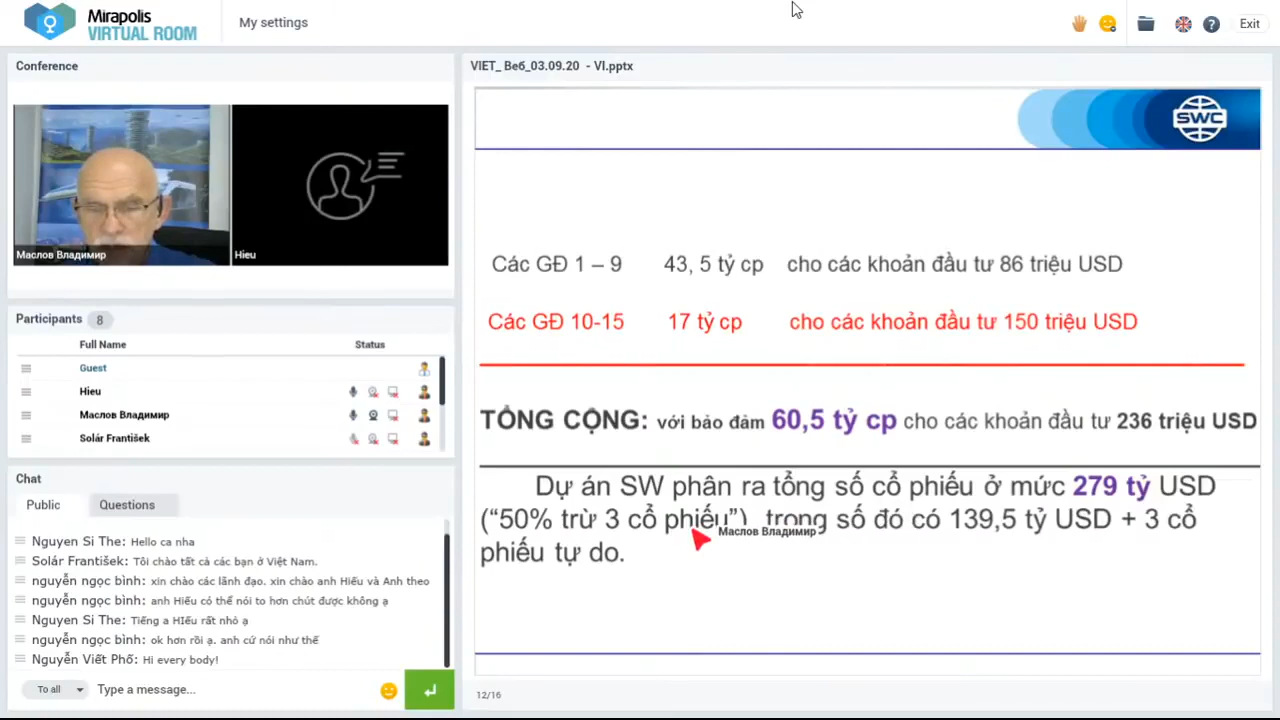 Mirapolis
VIRTUAL ROOM
My settings
Exit
Conference
Маслов Владимир
Hieu
Participants 8
Full Name Status
Guest
Hieu
Маслов Владимир
Solár František
Chat
Public Questions
Nguyen Si The: Hello ca nha
Solár František: Tôi chào tất cả các bạn ở Việt Nam.
nguyễn ngọc bình: xin chào các lãnh đạo. xin chào anh Hiếu và Anh theo
nguyễn ngọc bình: anh Hiếu có thể nói to hơn chút được không ạ
Nguyen Si The: Tiếng a HIếu rất nhỏ ạ
nguyễn ngọc bình: ok hơn rồi ạ. anh cứ nói như thế
Nguyễn Viết Phố: Hi every body!
To all Type a message...
VIET_ Веб_03.09.20 - VI.pptx
SWC
Các GĐ 1 – 9 43, 5 tỷ cp cho các khoản đầu tư 86 triệu USD
Các GĐ 10-15 17 tỷ cp cho các khoản đầu tư 150 triệu USD
TỔNG CỘNG: với bảo đảm 60,5 tỷ cp cho các khoản đầu tư 236 triệu USD
Dự án SW phân ra tổng số cổ phiếu ở mức 279 tỷ USD
(“50% trừ 3 cổ phiếu”), trong số đó có 139,5 tỷ USD + 3 cổ
Маслов Владимир
phiếu tự do.
12/16